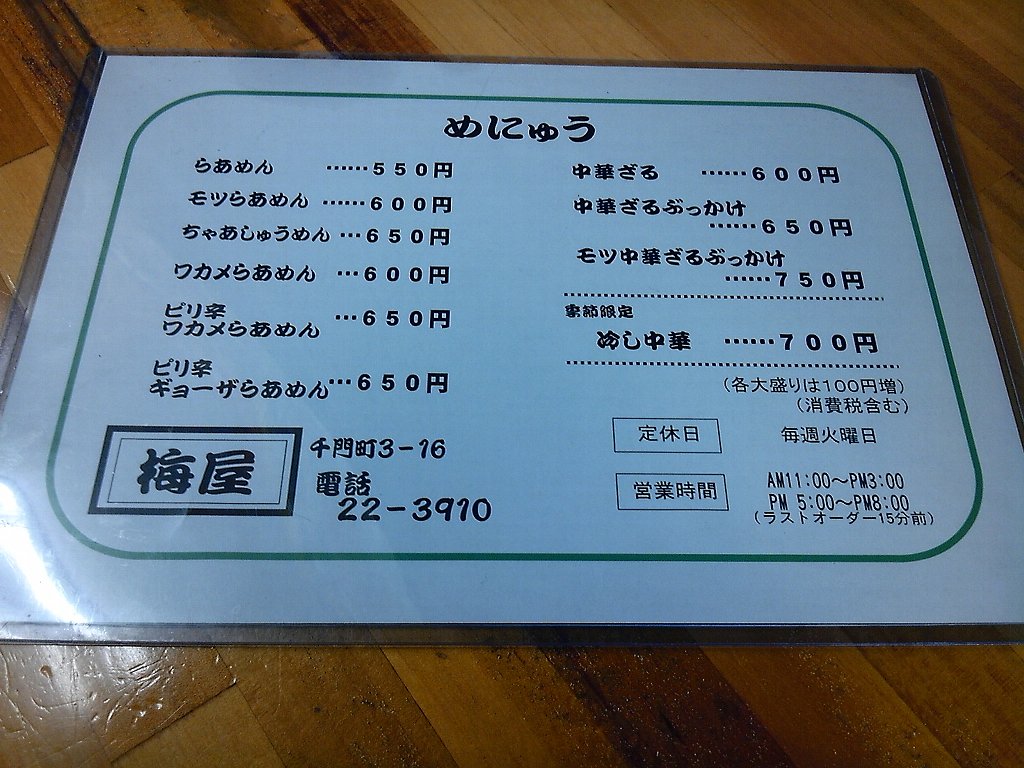 めにゅう
らあめん ……５５０円
モツらあめん ……６００円
ちゃあしゅうめん …６５０円
ワカメらあめん …６００円
ピリ辛
ワカメらあめん …６５０円
ピリ辛
ギョーザらあめん …６５０円
中華ざる ……６００円
中華ざるぶっかけ
……６５０円
モツ中華ざるぶっかけ
……７５０円
季節限定
冷し中華 ……７００円
（各大盛りは１００円増）
（消費税含む）
梅屋
千門町3－16
電話
22－3910
定休日 毎週火曜日
営業時間 AM11:00～PM3:00
PM 5:00～PM8:00
（ラストオーダー15分前）